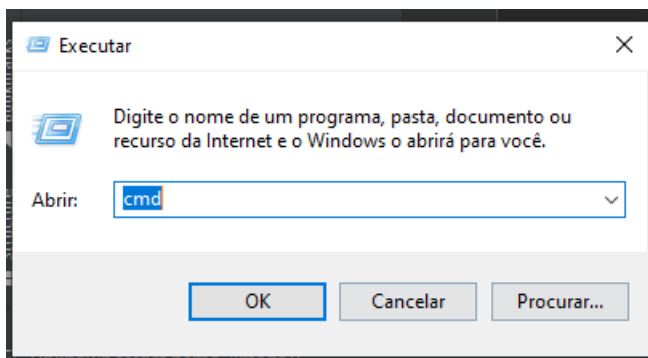 Executar
Digite o nome de um programa, pasta, documento ou
recurso da Internet e o Windows o abrirá para você.
Abrir: cmd
OK Cancelar Procurar...